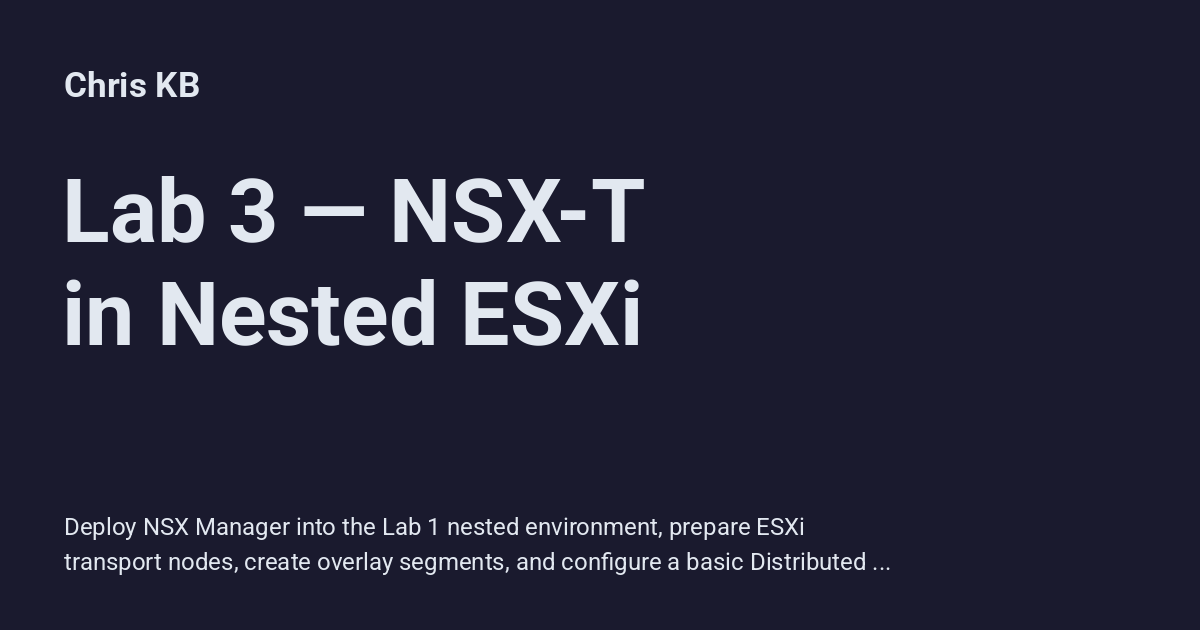 Chris KB
Lab 3 — NSX-T
in Nested ESXi
Deploy NSX Manager into the Lab 1 nested environment, prepare ESXi
transport nodes, create overlay segments, and configure a basic Distributed ...